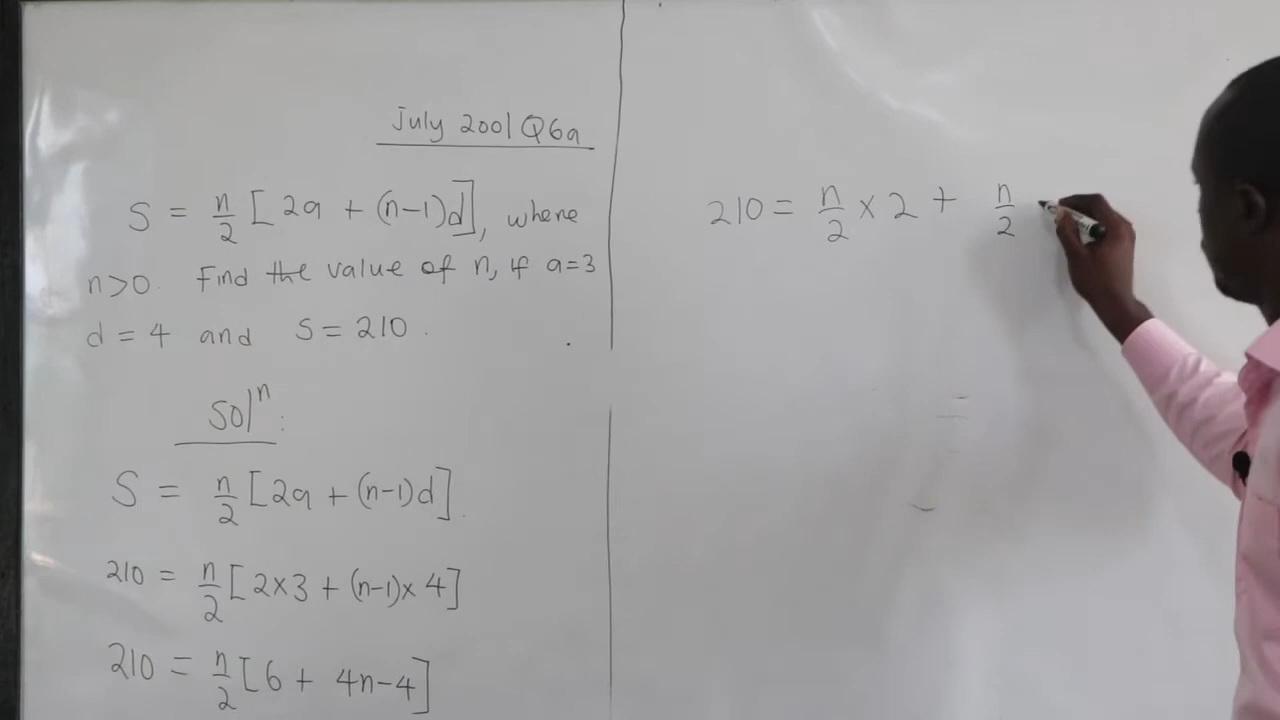 July 2001 Q6a
S = n/2 [2a + (n-1)d], where
n>0. Find the value of n, if a=3
d = 4 and S = 210.
Solⁿ:
S = n/2 [2a + (n-1)d].
210 = n/2 [2×3 + (n-1)× 4]
210 = n/2 [6 + 4n-4]
210 = n/2 × 2 + n/2